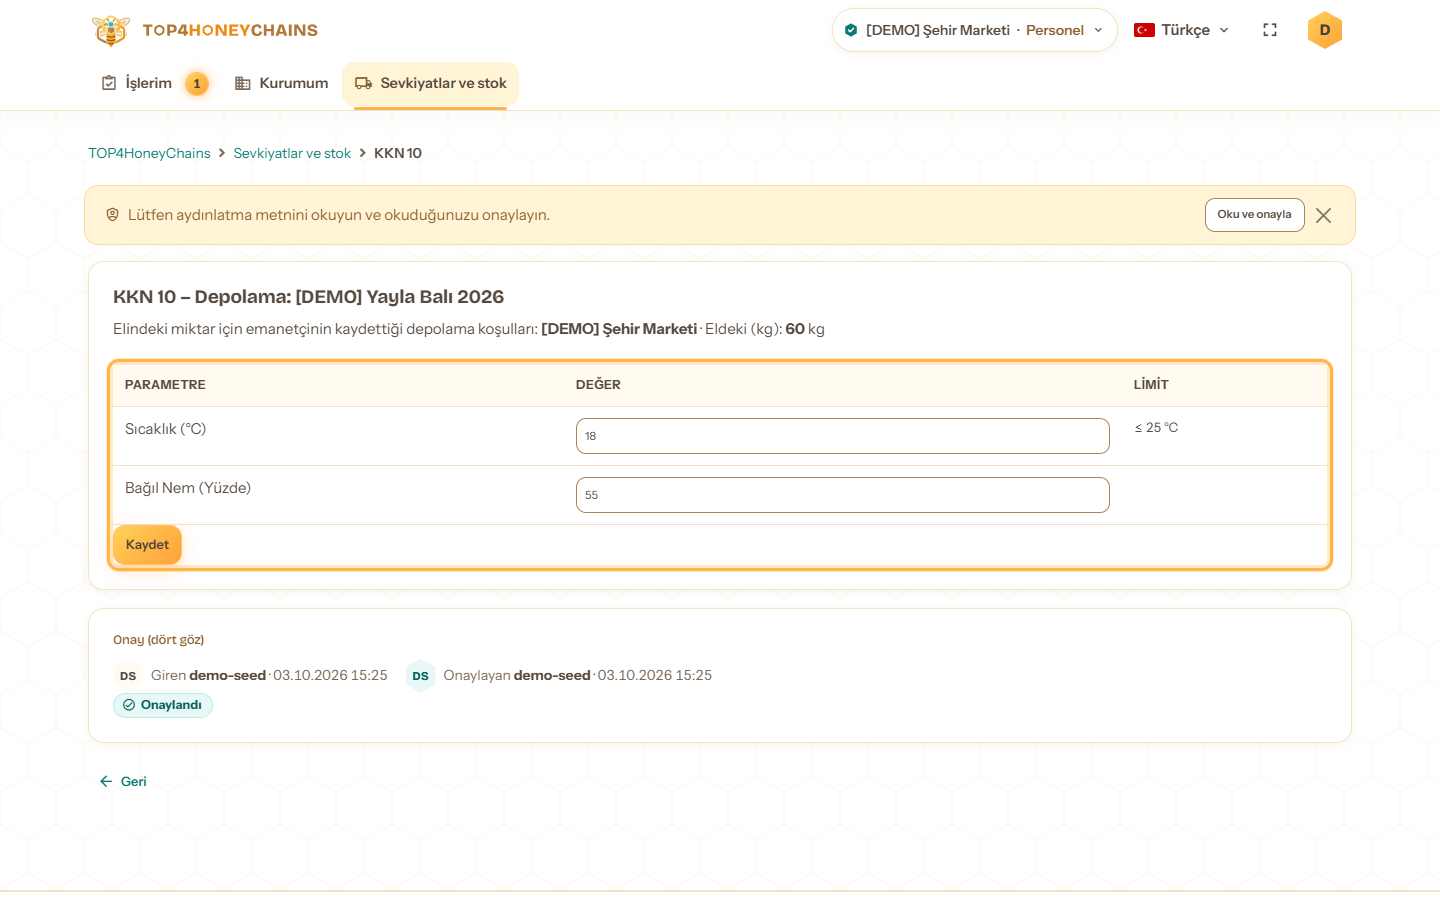 TOP4HONEYCHAINS
[DEMO] Şehir Marketi · Personel
Türkçe
D
İşlerim 1
Kurumum
Sevkiyatlar ve stok
TOP4HoneyChains > Sevkiyatlar ve stok > KKN 10
Lütfen aydınlatma metnini okuyun ve okuduğunuzu onaylayın.
Oku ve onayla
KKN 10 – Depolama: [DEMO] Yayla Balı 2026
Elindeki miktar için emanetçinin kaydettiği depolama koşulları: [DEMO] Şehir Marketi · Eldeki (kg): 60 kg
PARAMETRE DEĞER LİMİT
Sıcaklık (°C) 18 ≤ 25 °C
Bağıl Nem (Yüzde) 55
Kaydet
Onay (dört göz)
DS Giren demo-seed · 03.10.2026 15:25 DS Onaylayan demo-seed · 03.10.2026 15:25
Onaylandı
Geri